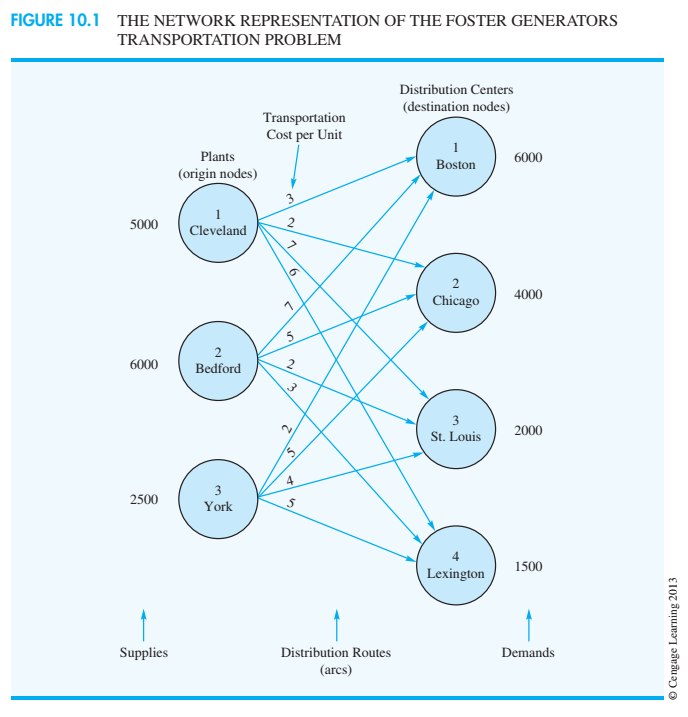 FIGURE 10.1 THE NETWORK REPRESENTATION OF THE FOSTER GENERATORS
TRANSPORTATION PROBLEM
Distribution Centers
(destination nodes)
Transportation
Cost per Unit
Plants
(origin nodes)
1
Boston
6000
5000
1
Cleveland
3
2
7
6
2
Chicago
4000
6000
2
Bedford
7
5
2
3
3
St. Louis
2000
2500
3
York
2
5
4
5
4
Lexington
1500
Supplies
Distribution Routes
(arcs)
Demands
© Cengage Learning 2013